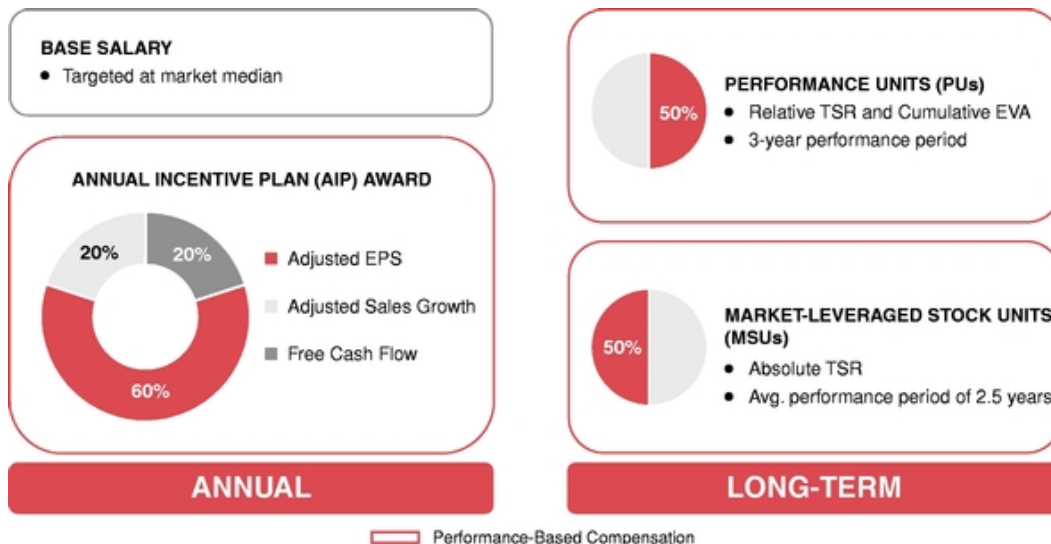 BASE SALARY
● Targeted at market median
ANNUAL INCENTIVE PLAN (AIP) AWARD
20%
20%
60%
Adjusted EPS
Adjusted Sales Growth
Free Cash Flow
ANNUAL
50%
PERFORMANCE UNITS (PUs)
● Relative TSR and Cumulative EVA
● 3-year performance period
50%
MARKET-LEVERAGED STOCK UNITS
(MSUs)
● Absolute TSR
● Avg. performance period of 2.5 years
LONG-TERM
Performance-Based Compensation